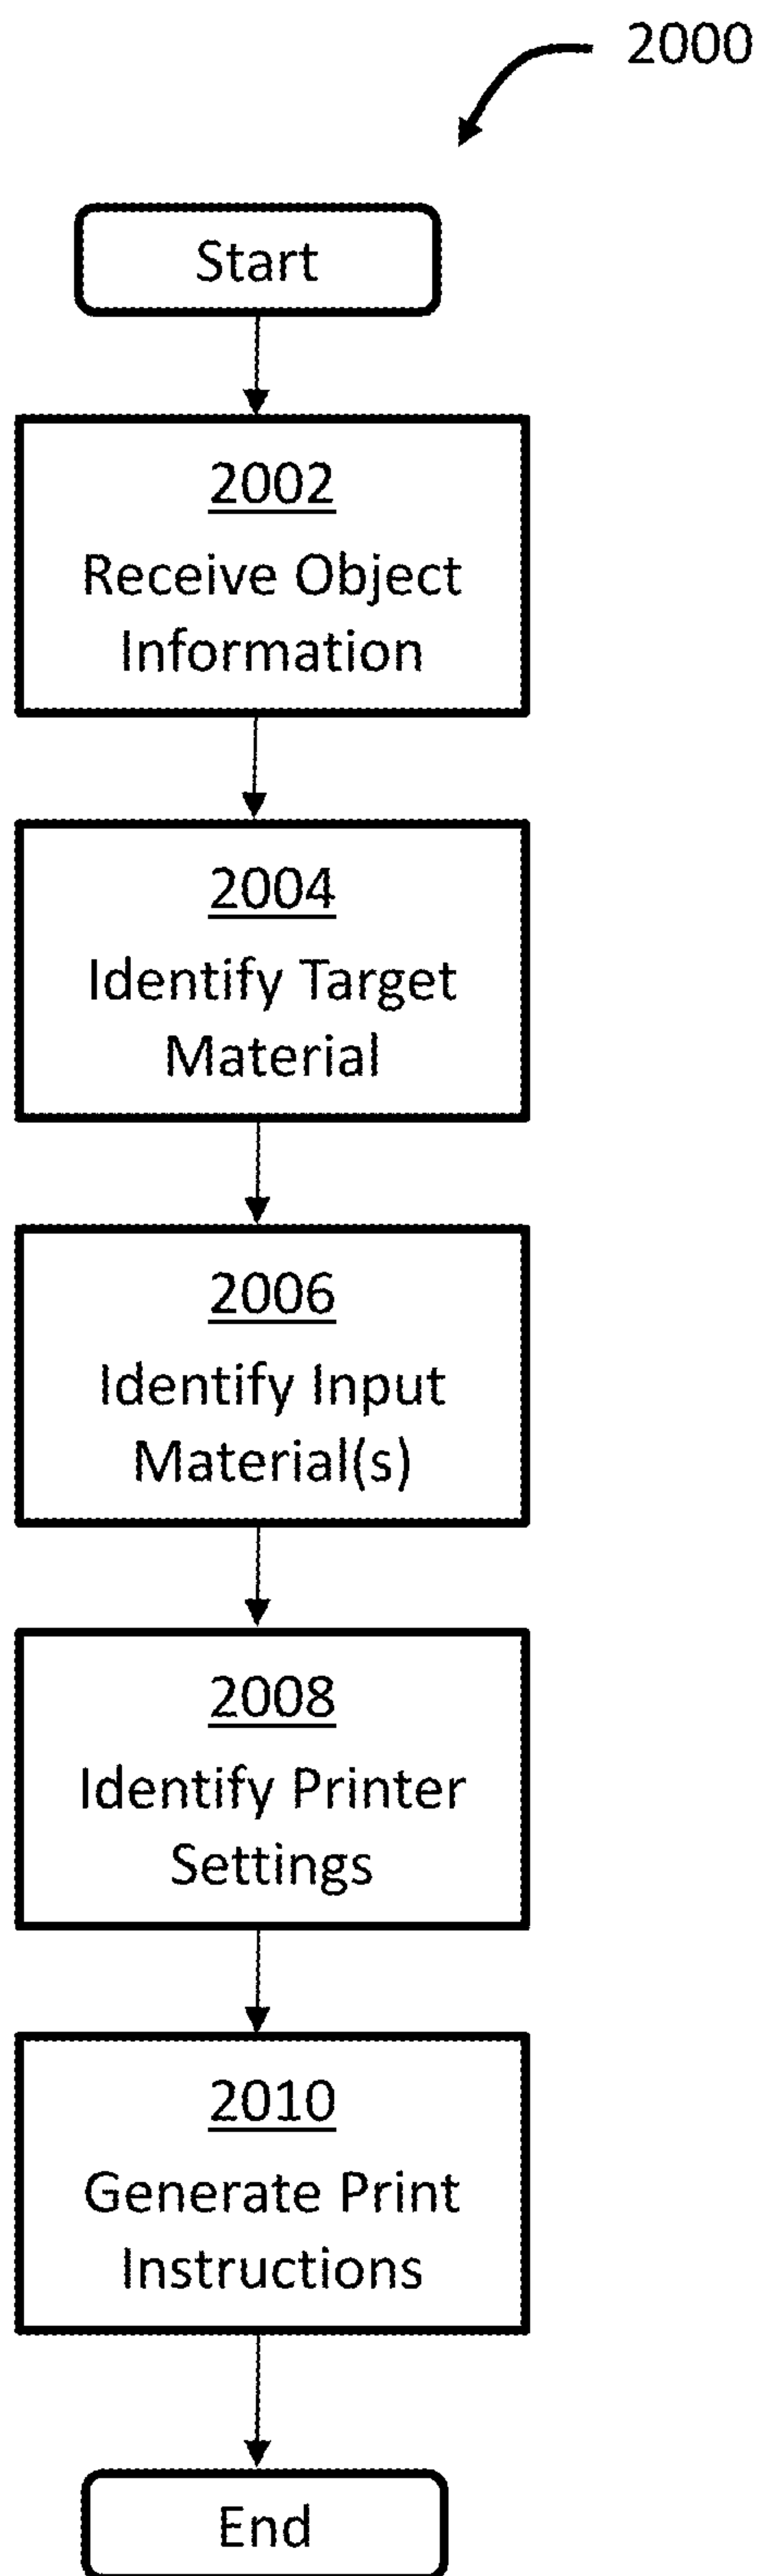 2000
Start
2002
Receive Object
Information
2004
Identify Target
Material
2006
Identify Input
Material(s)
2008
Identify Printer
Settings
2010
Generate Print
Instructions
End